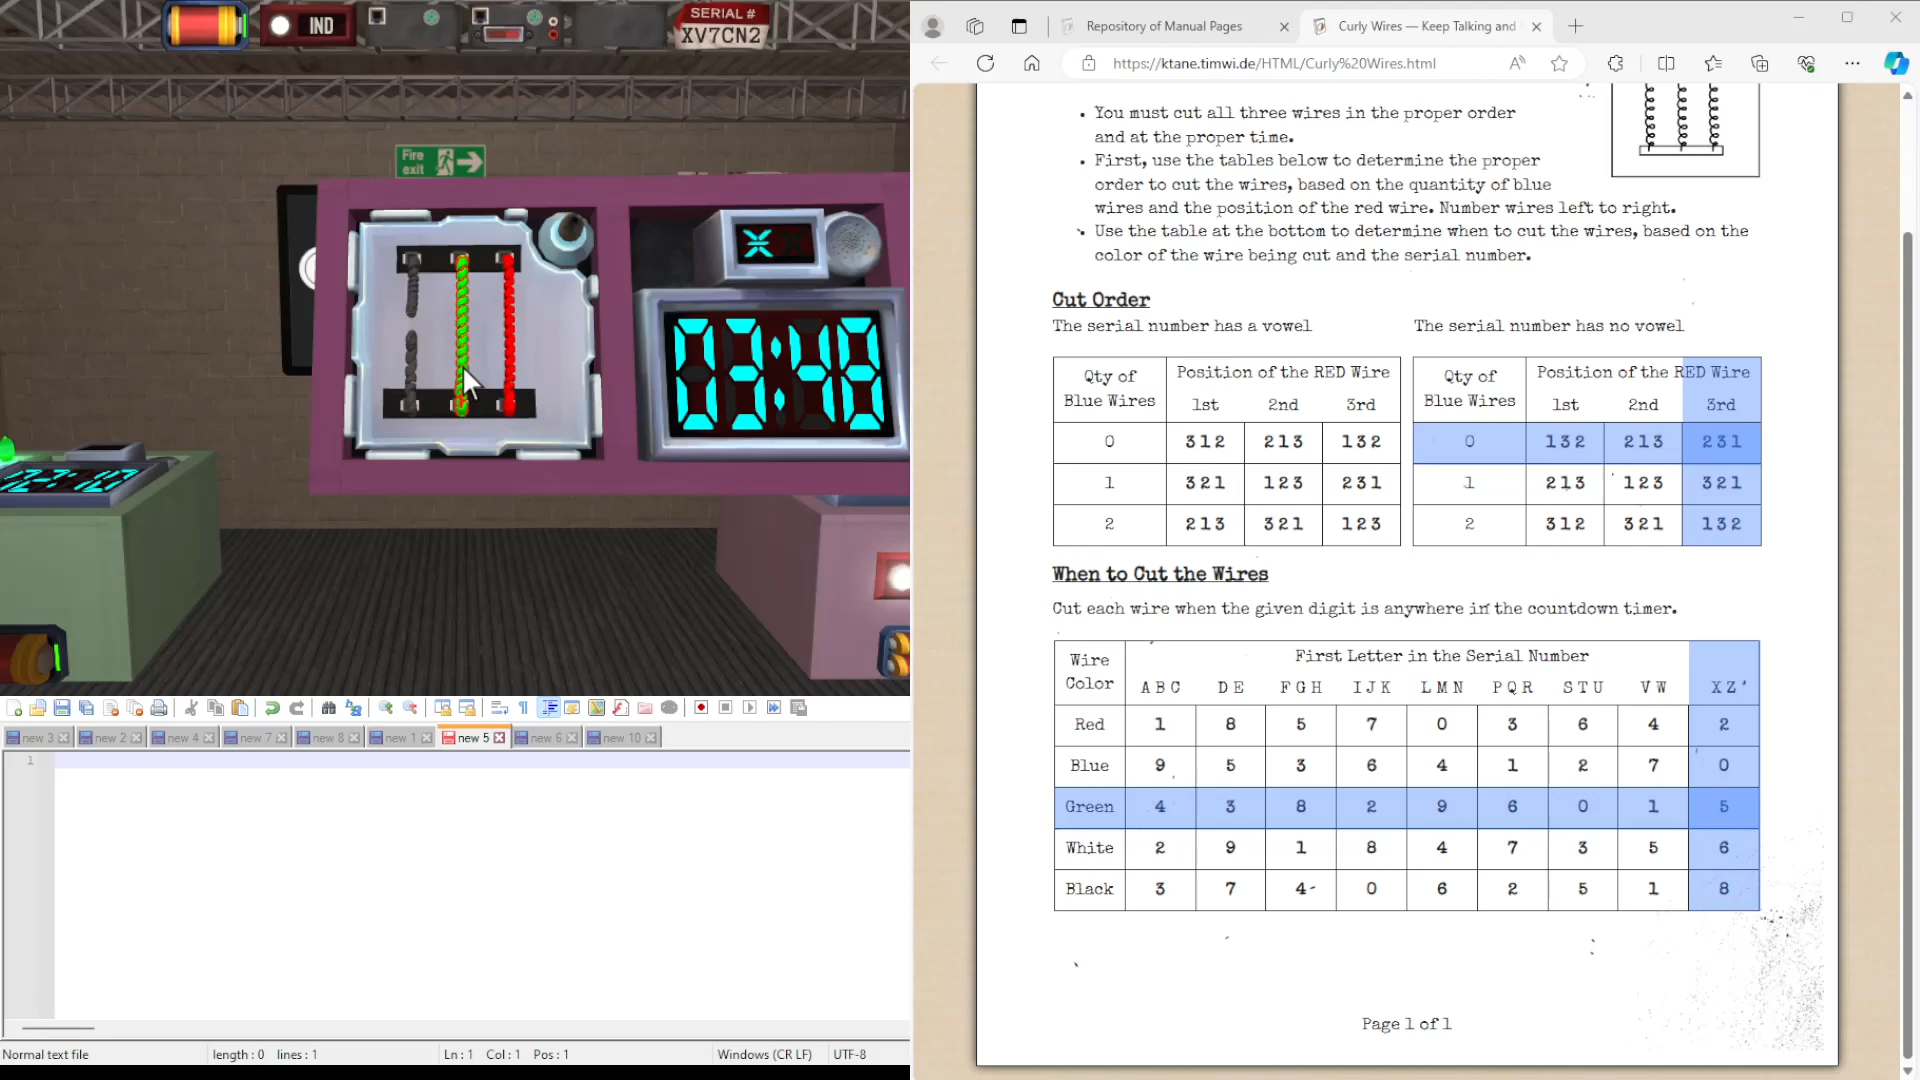 IND
SERIAL #
XV7CN2
Fire
exit
03:48
Repository of Manual Pages
Curly Wires — Keep Talking and
https://ktane.timwi.de/HTML/Curly%20Wires.html
You must cut all three wires in the proper order
and at the proper time.
First, use the tables below to determine the proper
order to cut the wires, based on the quantity of blue
wires and the position of the red wire. Number wires left to right.
Use the table at the bottom to determine when to cut the wires, based on the
color of the wire being cut and the serial number.
Cut Order
The serial number has a vowel
Qty of Blue Wires Position of the RED Wire
1st 2nd 3rd
0 312 213 132
1 321 123 231
2 213 321 123
The serial number has no vowel
Qty of Blue Wires Position of the RED Wire
1st 2nd 3rd
0 132 213 231
1 213 123 321
2 312 321 132
When to Cut the Wires
Cut each wire when the given digit is anywhere in the countdown timer.
Wire Color First Letter in the Serial Number
A B C D E F G H I J K L M N P Q R S T U V W X Z
Red 1 8 5 7 0 3 6 4 2
Blue 9 5 3 6 4 1 2 7 0
Green 4 3 8 2 9 6 0 1 5
White 2 9 1 8 4 7 3 5 6
Black 3 7 4 0 6 2 5 1 8
Page 1 of 1
new 3 new 2 new 4 new 7 new 8 new 1 new 5 new 6 new 10
1
Normal text file length : 0 lines : 1 Ln : 1 Col : 1 Pos : 1 Windows (CR LF) UTF-8